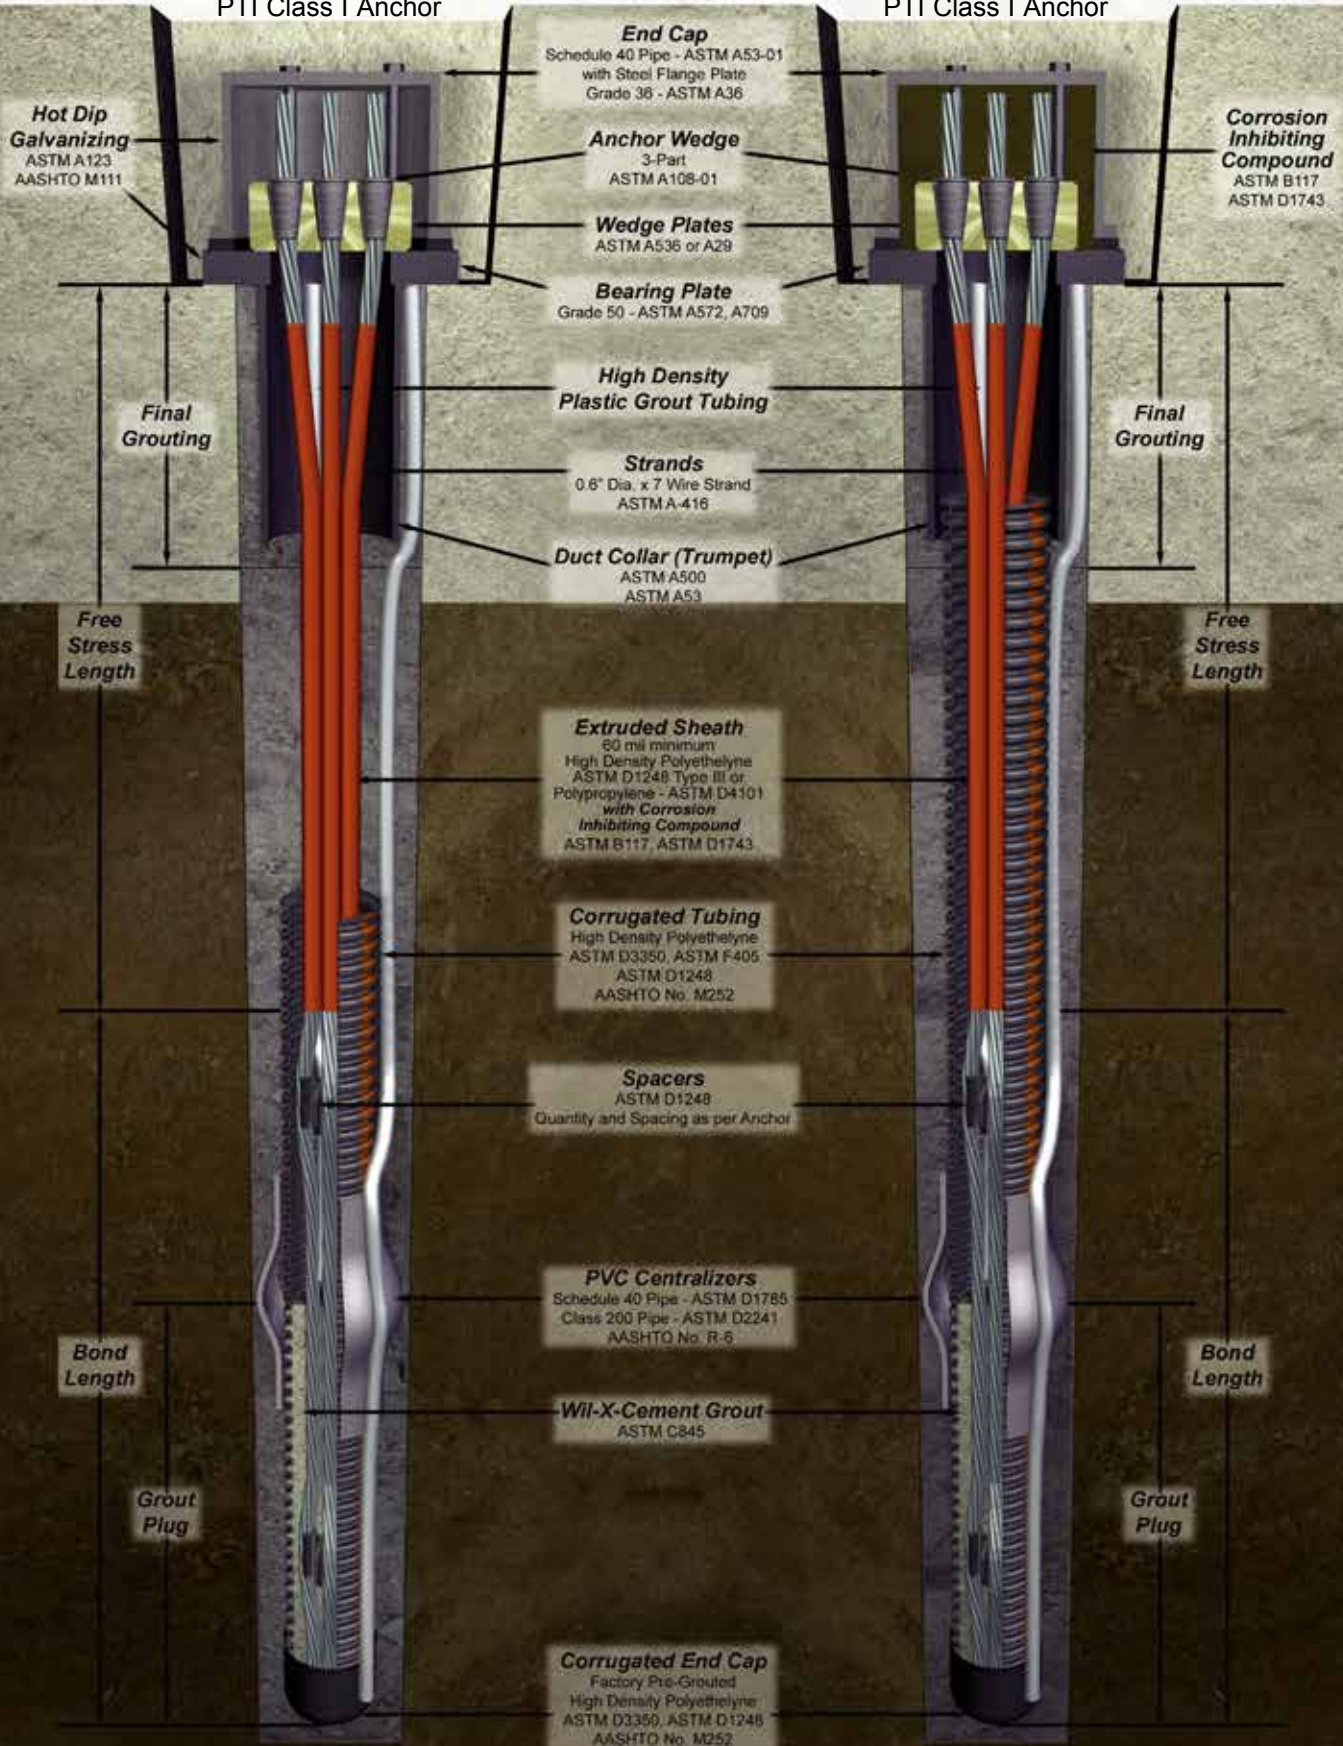 PTI Class I Anchor
PTI Class I Anchor
End Cap
Schedule 40 Pipe - ASTM A53-01
with Steel Flange Plate
Grade 36 - ASTM A36
Hot Dip
Galvanizing
ASTM A123
AASHTO M111
Anchor Wedge
3-Part
ASTM A108-01
Corrosion
Inhibiting
Compound
ASTM B117
ASTM D1743
Wedge Plates
ASTM A536 or A29
Bearing Plate
Grade 50 - ASTM A572, A709
High Density
Plastic Grout Tubing
Final
Grouting
Final
Grouting
Strands
0.6" Dia. x 7 Wire Strand
ASTM A-416
Duct Collar (Trumpet)
ASTM A500
ASTM A53
Free
Stress
Length
Free
Stress
Length
Extruded Sheath
60 mil minimum
High Density Polyethelyne
ASTM D1248 Type III or
Polypropylene - ASTM D4101
with Corrosion
Inhibiting Compound
ASTM B117, ASTM D1743
Corrugated Tubing
High Density Polyethelyne
ASTM D3350, ASTM F405
ASTM D1248
AASHTO No. M252
Spacers
ASTM D1248
Quantity and Spacing as per Anchor
PVC Centralizers
Schedule 40 Pipe - ASTM D1785
Class 200 Pipe - ASTM D2241
AASHTO No. R-6
Bond
Length
Bond
Length
Wil-X-Cement Grout
ASTM C845
Grout
Plug
Grout
Plug
Corrugated End Cap
Factory Pre-Grouted
High Density Polyethelyne
ASTM D3350, ASTM D1248
AASHTO No. M252